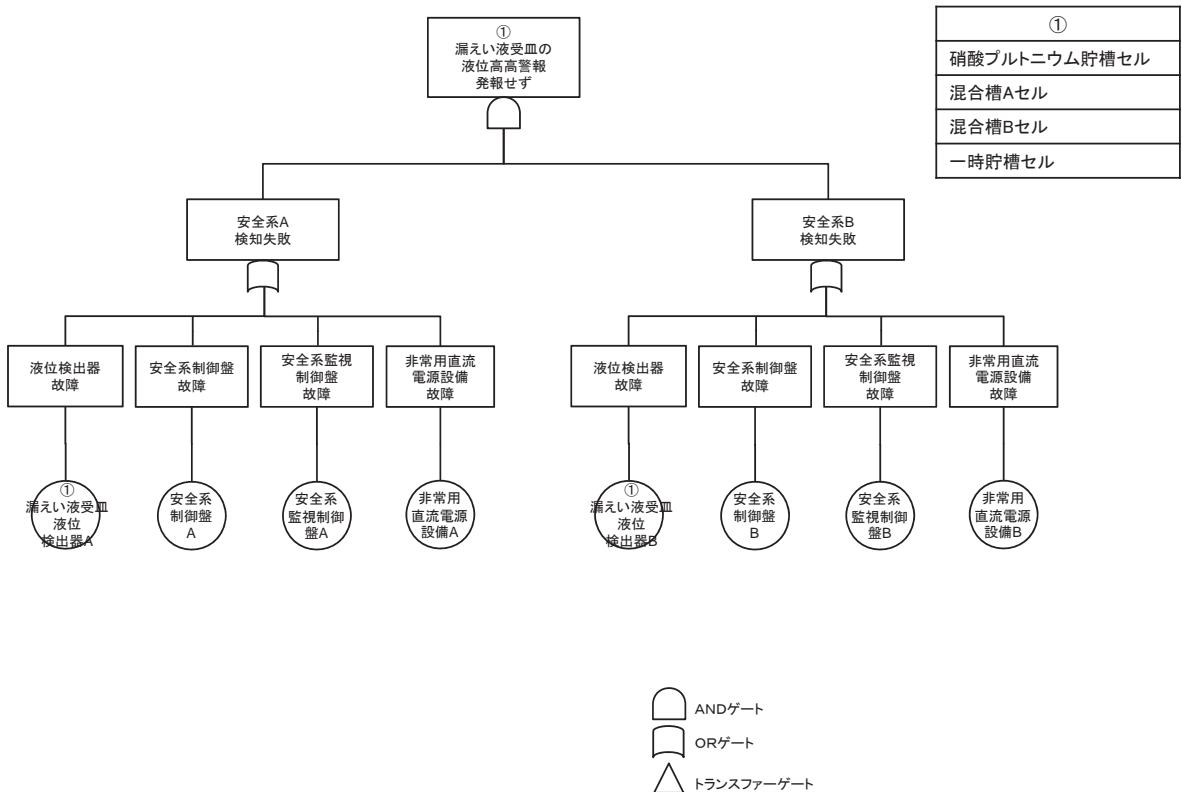 ①
漏えい液受皿の
液位高高警報
発報せず
①
硝酸プルトニウム貯槽セル
混合槽Aセル
混合槽Bセル
一時貯槽セル
安全系A
検知失敗
安全系B
検知失敗
液位検出器
故障
安全系制御盤
故障
安全系監視
制御盤
故障
非常用直流
電源設備
故障
液位検出器
故障
安全系制御盤
故障
安全系監視
制御盤
故障
非常用直流
電源設備
故障
①
漏えい液受皿
液位
検出器A
安全系
制御盤
A
安全系
監視制御
盤A
非常用
直流電源
設備A
①
漏えい液受皿
液位
検出器B
安全系
制御盤
B
安全系
監視制御
盤B
非常用
直流電源
設備B
ANDゲート
ORゲート
トランスファーゲート